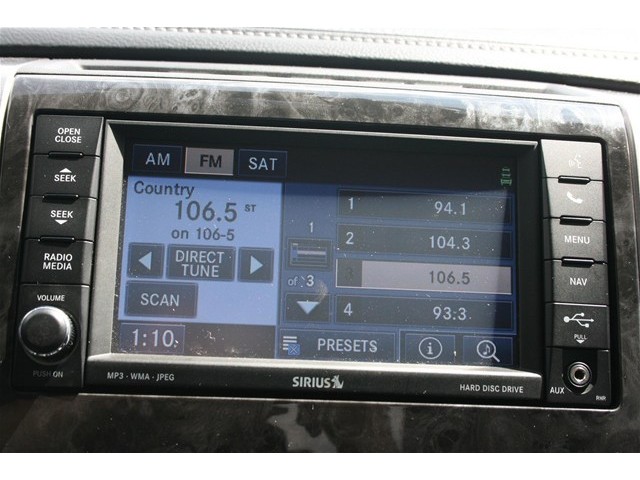 OPEN
CLOSE
SEEK
SEEK
RADIO
MEDIA
VOLUME
PUSH ON
AM
FM
SAT
Country
106.5 ST
on 106-5
DIRECT
TUNE
SCAN
1:10
1
of 3
1 94.1
2 104.3
3 106.5
4 93.3
PRESETS
MP3 · WMA · JPEG
SIRIUS
HARD DISC DRIVE
MENU
NAV
PULL
AUX
RNR